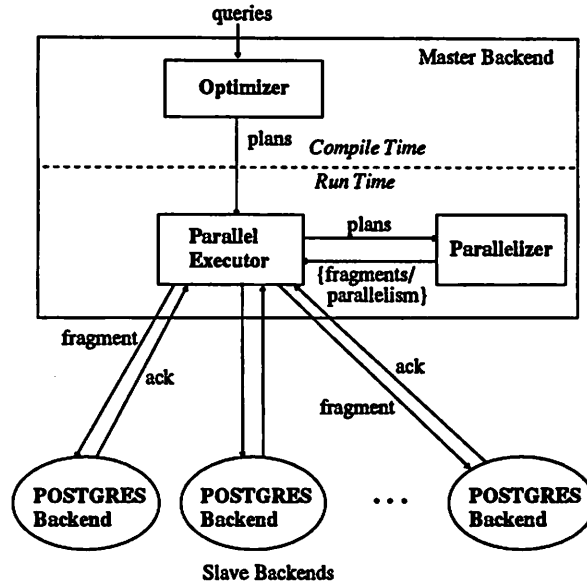 queries
Master Backend
Optimizer
plans
Compile Time
Run Time
Parallel
Executor
plans
Parallelizer
{fragments/
parallelism}
fragment
ack
ack
fragment
POSTGRES
Backend
POSTGRES
Backend
. . .
POSTGRES
Backend
Slave Backends